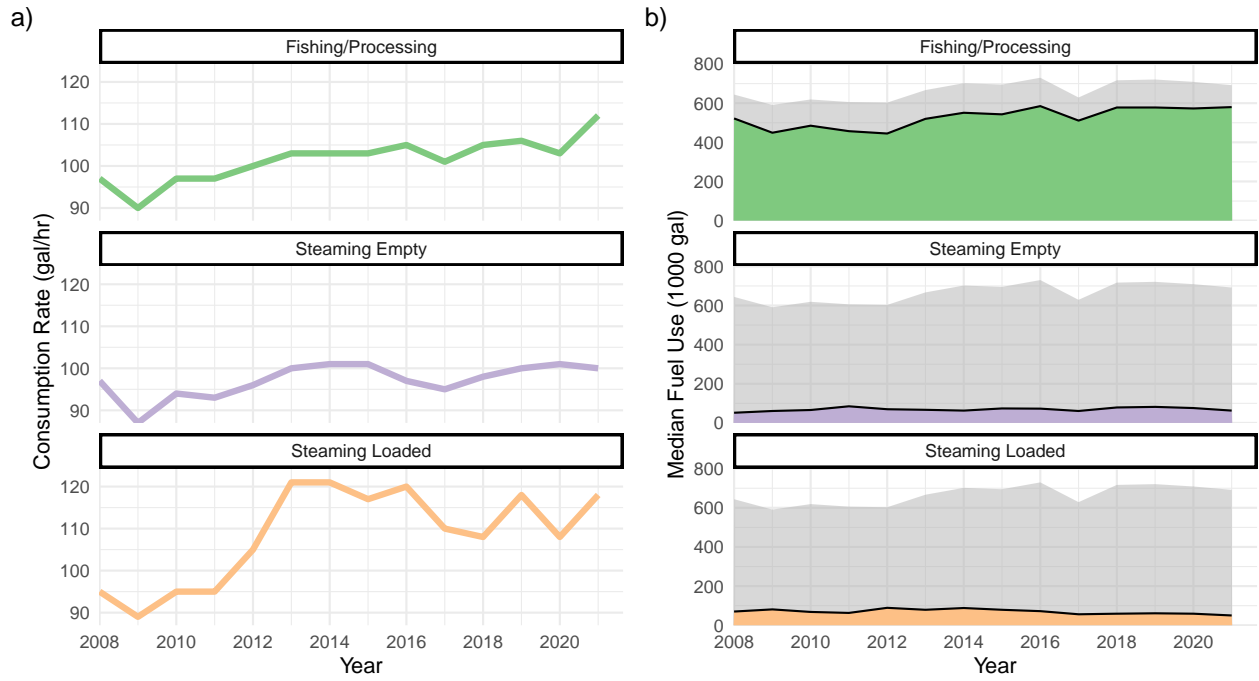 a)
Consumption Rate (gal/hr)
Fishing/Processing
120
110
100
90
Steaming Empty
120
110
100
90
Steaming Loaded
120
110
100
90
2008 2010 2012 2014 2016 2018 2020
Year
b)
Median Fuel Use (1000 gal)
Fishing/Processing
800
600
400
200
0
Steaming Empty
800
600
400
200
0
Steaming Loaded
800
600
400
200
0
2008 2010 2012 2014 2016 2018 2020
Year